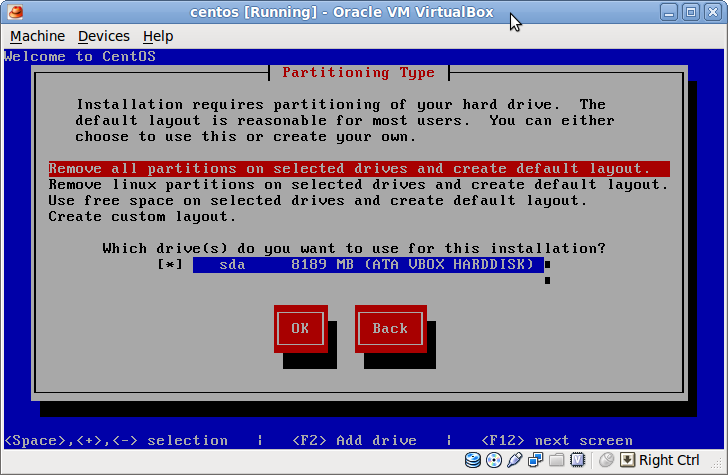 centos [Running] - Oracle VM VirtualBox
Machine Devices Help
Welcome to CentOS
Partitioning Type
Installation requires partitioning of your hard drive. The
default layout is reasonable for most users. You can either
choose to use this or create your own.
Remove all partitions on selected drives and create default layout.
Remove linux partitions on selected drives and create default layout.
Use free space on selected drives and create default layout.
Create custom layout.
Which drive(s) do you want to use for this installation?
[*] sda 8189 MB (ATA VBOX HARDDISK)
OK Back
<Space>,<+>,<-> selection | <F2> Add drive | <F12> next screen
Right Ctrl